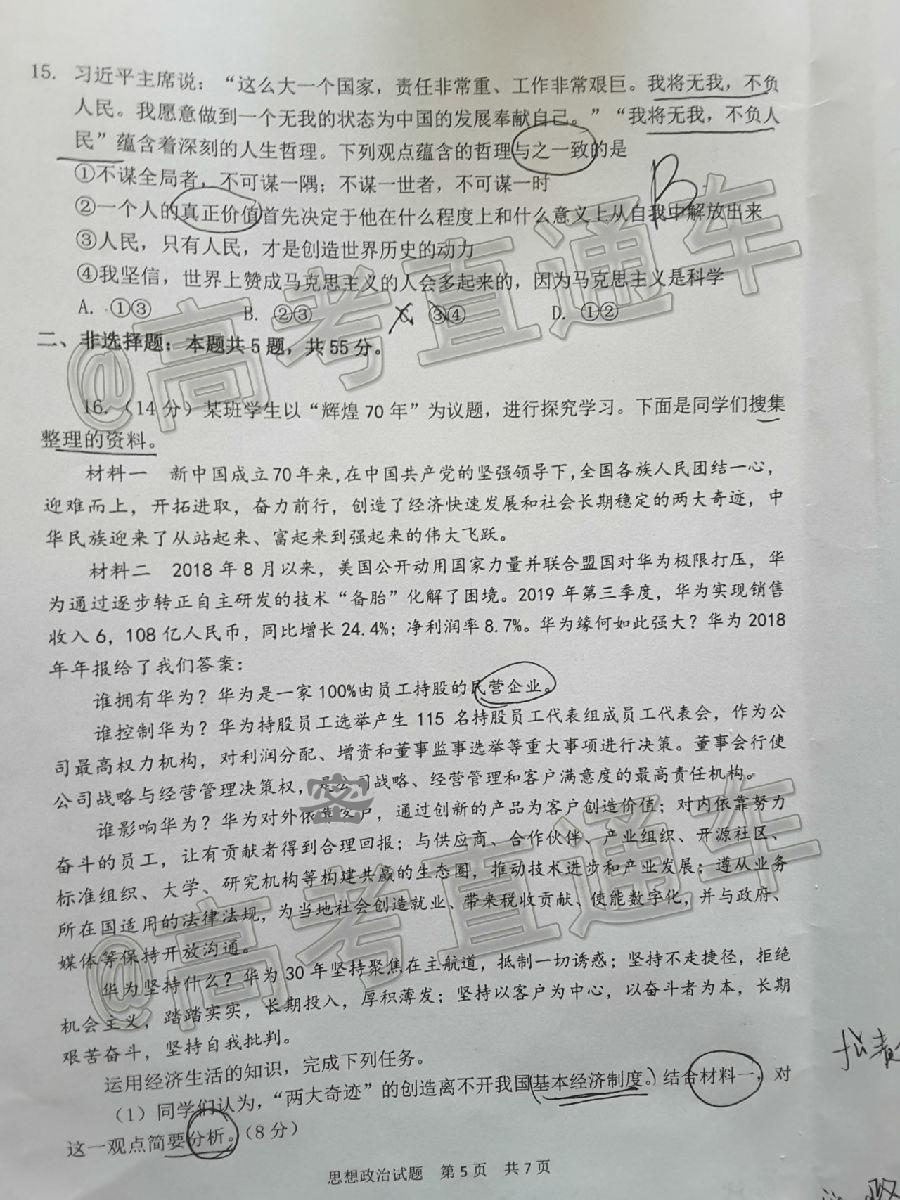 15. 习近平主席说：“这么大一个国家，责任非常重、工作非常艰巨。我将无我，不负
人民。我愿意做到一个无我的状态为中国的发展奉献自己。”“我将无我，不负人
民”蕴含着深刻的人生哲理。下列观点蕴含的哲理与之一致的是
①不谋全局者，不可谋一隅；不谋一世者，不可谋一时
B
②一个人的真正价值首先决定于他在什么程度上和什么意义上从自我中解放出来
③人民，只有人民，才是创造世界历史的动力
④我坚信，世界上赞成马克思主义的人会多起来的，因为马克思主义是科学
A. ①③ B. ②③ C. ③④ D. ①②
二、非选择题：本题共5题，共55分。
16.（14分）某班学生以“辉煌70年”为议题，进行探究学习。下面是同学们搜集
整理的资料。
材料一 新中国成立70年来，在中国共产党的坚强领导下，全国各族人民团结一心，
迎难而上，开拓进取，奋力前行，创造了经济快速发展和社会长期稳定的两大奇迹，中
华民族迎来了从站起来、富起来到强起来的伟大飞跃。
材料二 2018年8月以来，美国公开动用国家力量并联合盟国对华为极限打压，华
为通过逐步转正自主研发的技术“备胎”化解了困境。2019年第三季度，华为实现销售
收入6，108亿人民币，同比增长24.4%；净利润率8.7%。华为缘何如此强大？华为2018
年年报给了我们答案：
谁拥有华为？华为是一家100%由员工持股的民营企业。
谁控制华为？华为持股员工选举产生115名持股员工代表组成员工代表会，作为公
司最高权力机构，对利润分配、增资和董事监事选举等重大事项进行决策。董事会行使
公司战略与经营管理决策权，是公司战略、经营管理和客户满意度的最高责任机构。
谁影响华为？华为对外依靠客户，通过创新的产品为客户创造价值；对内依靠努力
奋斗的员工，让有贡献者得到合理回报；与供应商、合作伙伴、产业组织、开源社区、
标准组织、大学、研究机构等构建共赢的生态圈，推动技术进步和产业发展；遵从业务
所在国适用的法律法规，为当地社会创造就业、带来税收贡献、使能数字化，并与政府、
媒体等保持开放沟通。
华为坚持什么？华为30年坚持聚焦在主航道，抵制一切诱惑；坚持不走捷径，拒绝
机会主义，踏踏实实，长期投入，厚积薄发；坚持以客户为中心，以奋斗者为本，长期
艰苦奋斗，坚持自我批判。
运用经济生活的知识，完成下列任务。
（1）同学们认为，“两大奇迹”的创造离不开我国基本经济制度。结合材料一，对
这一观点简要分析。（8分）
思想政治试题 第5页 共7页
@高考直通车
@高考直通车
密